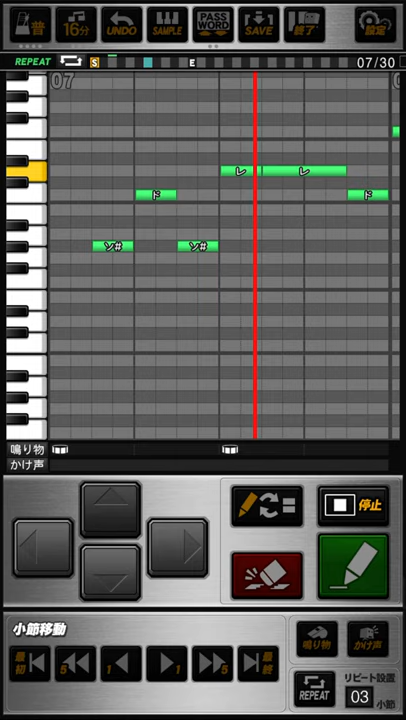 普 16分 UNDO SAMPLE PASS WORD SAVE 終了 設定
REPEAT S E 07/30
07
レ レ
ド ド
ソ# ソ#
鳴り物
かけ声
停止
小節移動
最初 5 1 1 5 最終
鳴り物 かけ声
REPEAT リピート設置
03 小節